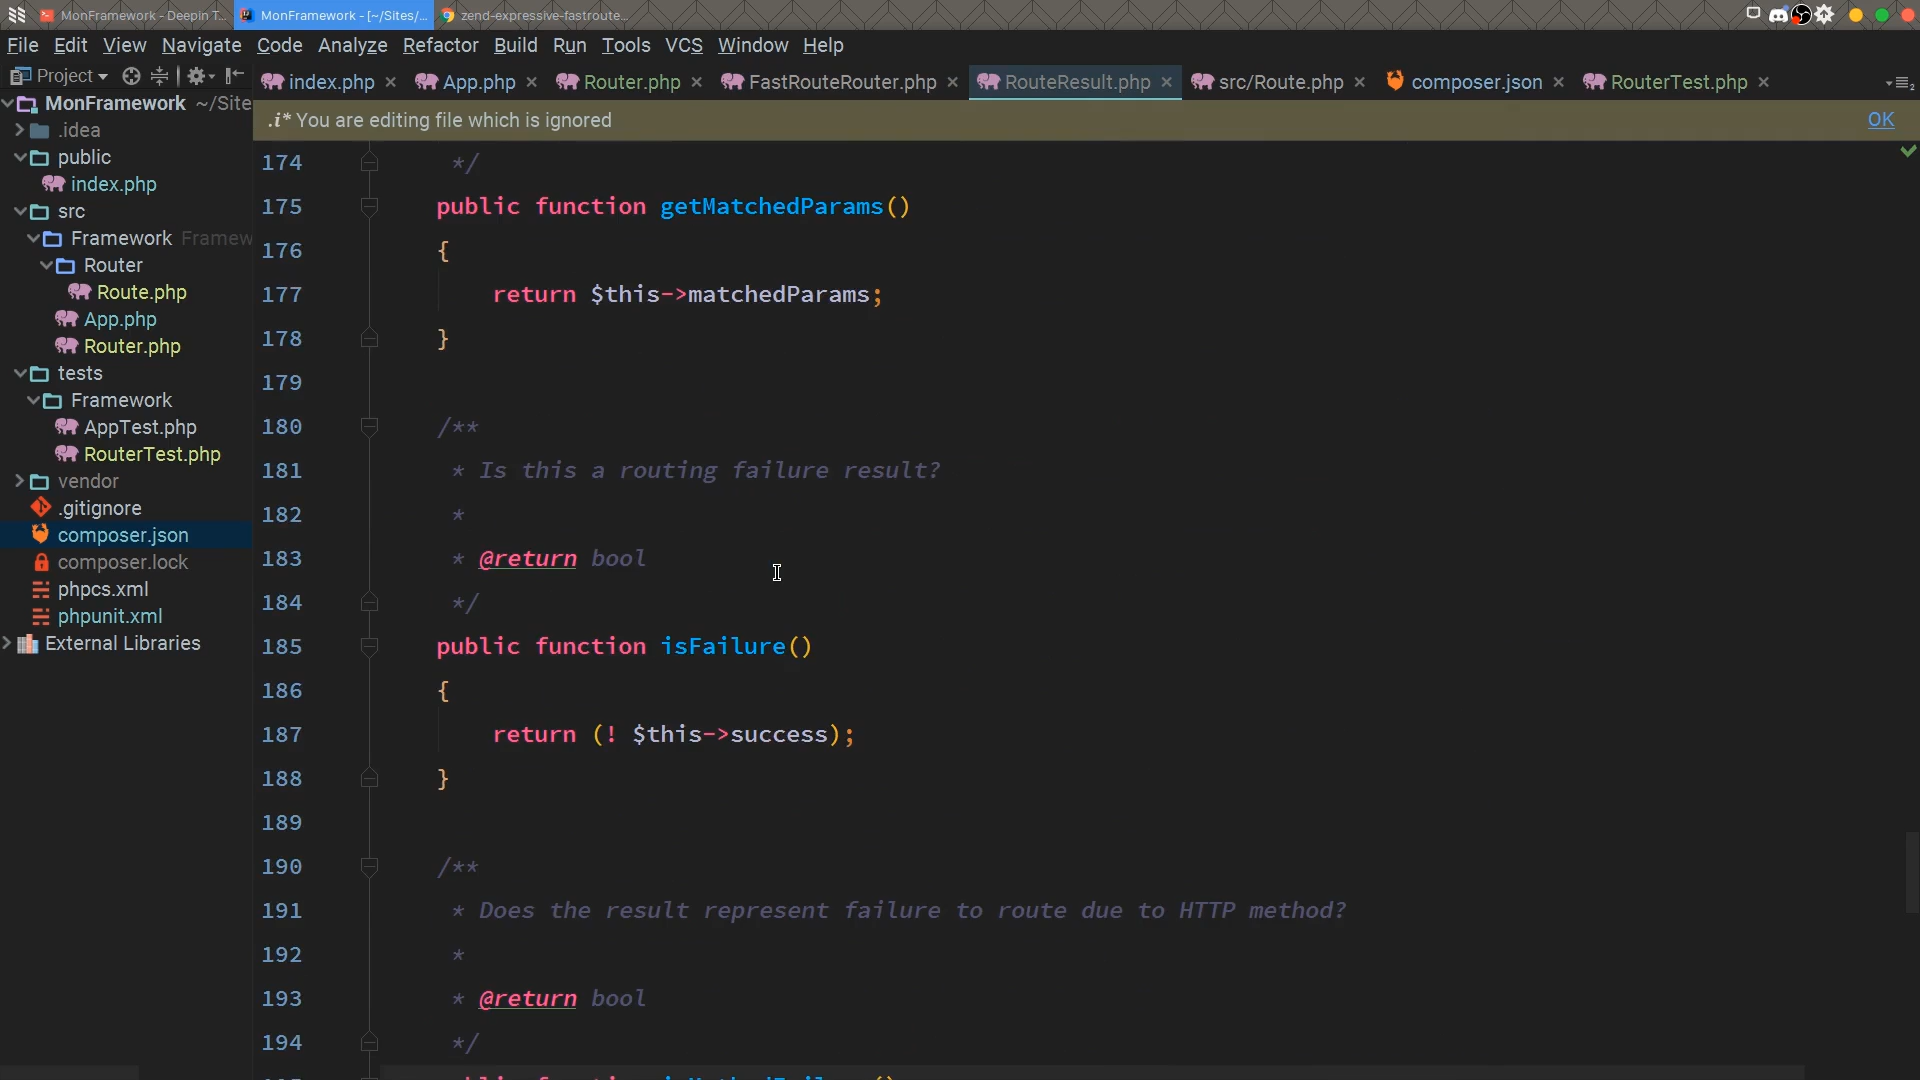 MonFramework - Deepin T...
MonFramework - [~/Sites/...
zend-expressive-fastroute...
File Edit View Navigate Code Analyze Refactor Build Run Tools VCS Window Help
Project
index.php
App.php
Router.php
FastRouteRouter.php
RouteResult.php
src/Route.php
composer.json
RouterTest.php
MonFramework ~/Site
.idea
public
index.php
src
Framework Framew
Router
Route.php
App.php
Router.php
tests
Framework
AppTest.php
RouterTest.php
vendor
.gitignore
composer.json
composer.lock
phpcs.xml
phpunit.xml
External Libraries
.i* You are editing file which is ignored OK
174 */
175 public function getMatchedParams()
176 {
177 return $this->matchedParams;
178 }
179
180 /**
181 * Is this a routing failure result?
182 *
183 * @return bool
184 */
185 public function isFailure()
186 {
187 return (! $this->success);
188 }
189
190 /**
191 * Does the result represent failure to route due to HTTP method?
192 *
193 * @return bool
194 */